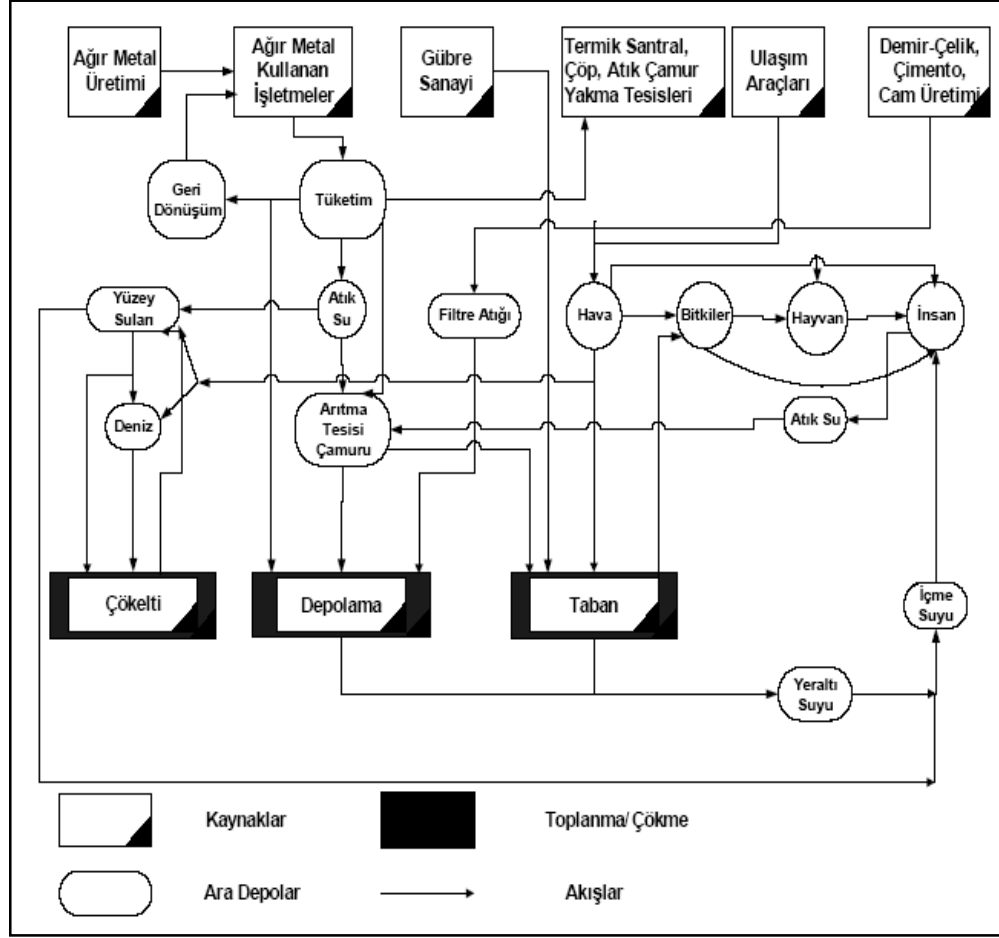 Ağır Metal
Üretimi
Ağır Metal
Kullanan
İşletmeler
Gübre
Sanayi
Termik Santral,
Çöp, Atık Çamur
Yakma Tesisleri
Ulaşım
Araçları
Demir-Çelik,
Çimento,
Cam Üretimi
Geri
Dönüşüm
Tüketim
Yüzey
Suları
Atık
Su
Filtre Atığı
Hava
Bitkiler
Hayvan
İnsan
Deniz
Arıtma
Tesisi
Çamuru
Atık Su
Çökelti
Depolama
Taban
İçme
Suyu
Yeraltı
Suyu
Kaynaklar
Toplanma/ Çökme
Ara Depolar
Akışlar